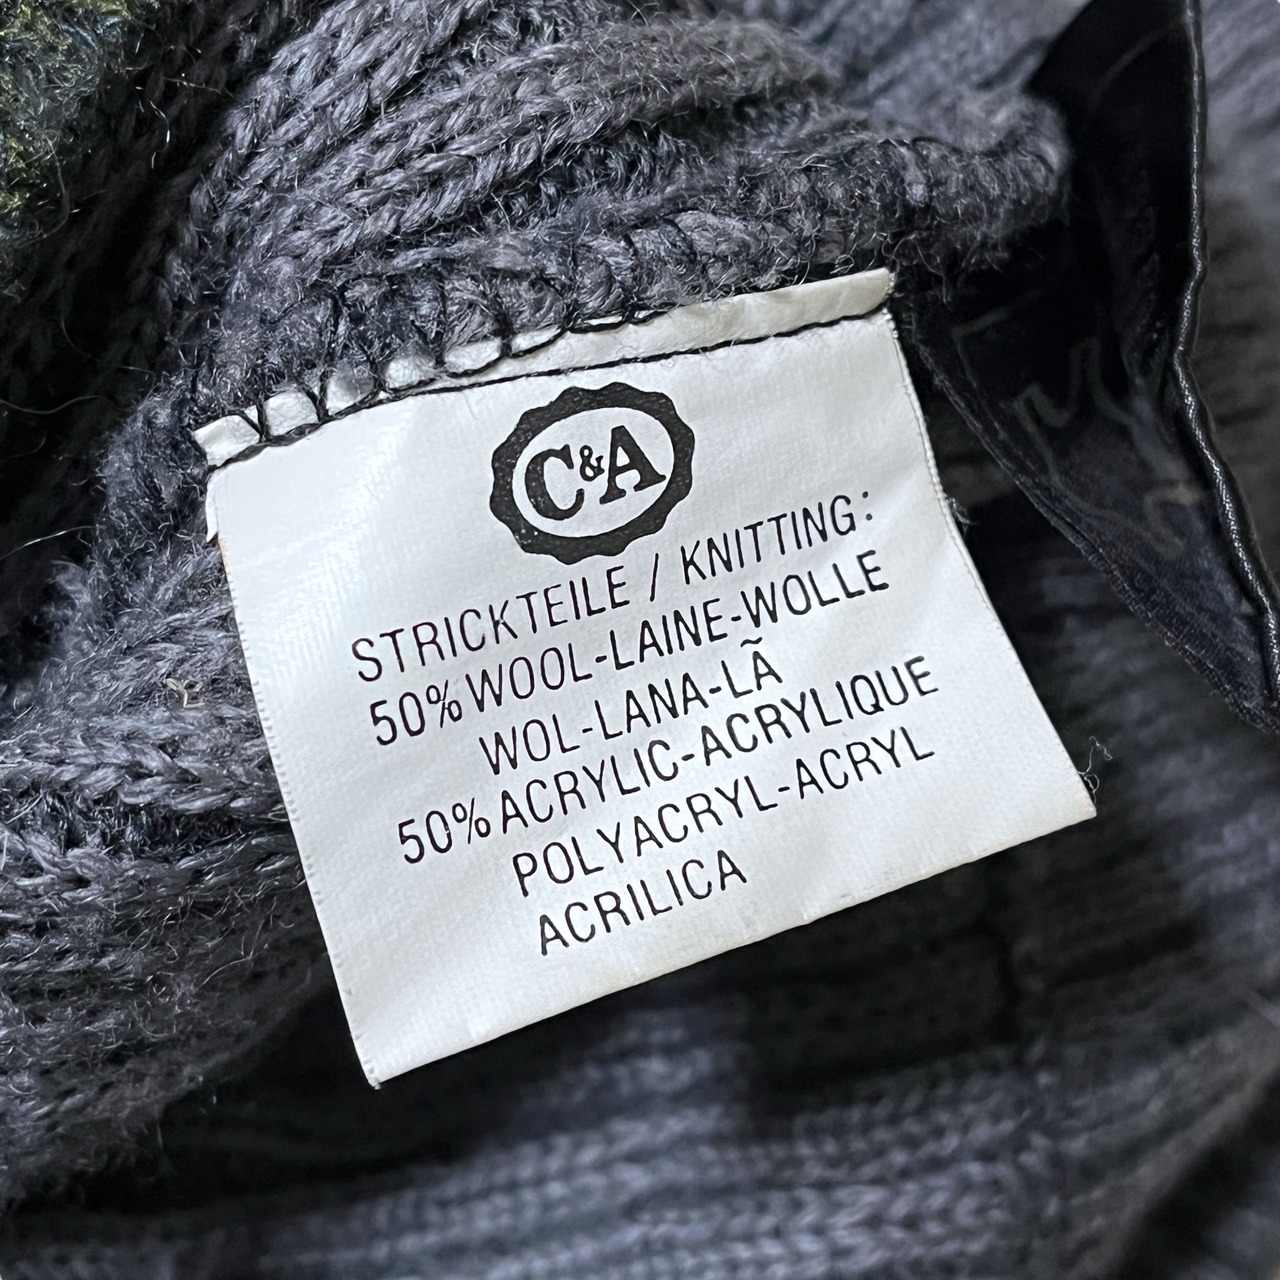 C&A
STRICKTEILE / KNITTING:
50% WOOL-LAINE-WOLLE
WOL-LANA-LÃ
50% ACRYLIC-ACRYLIQUE
POLYACRYL-ACRYL
ACRILICA